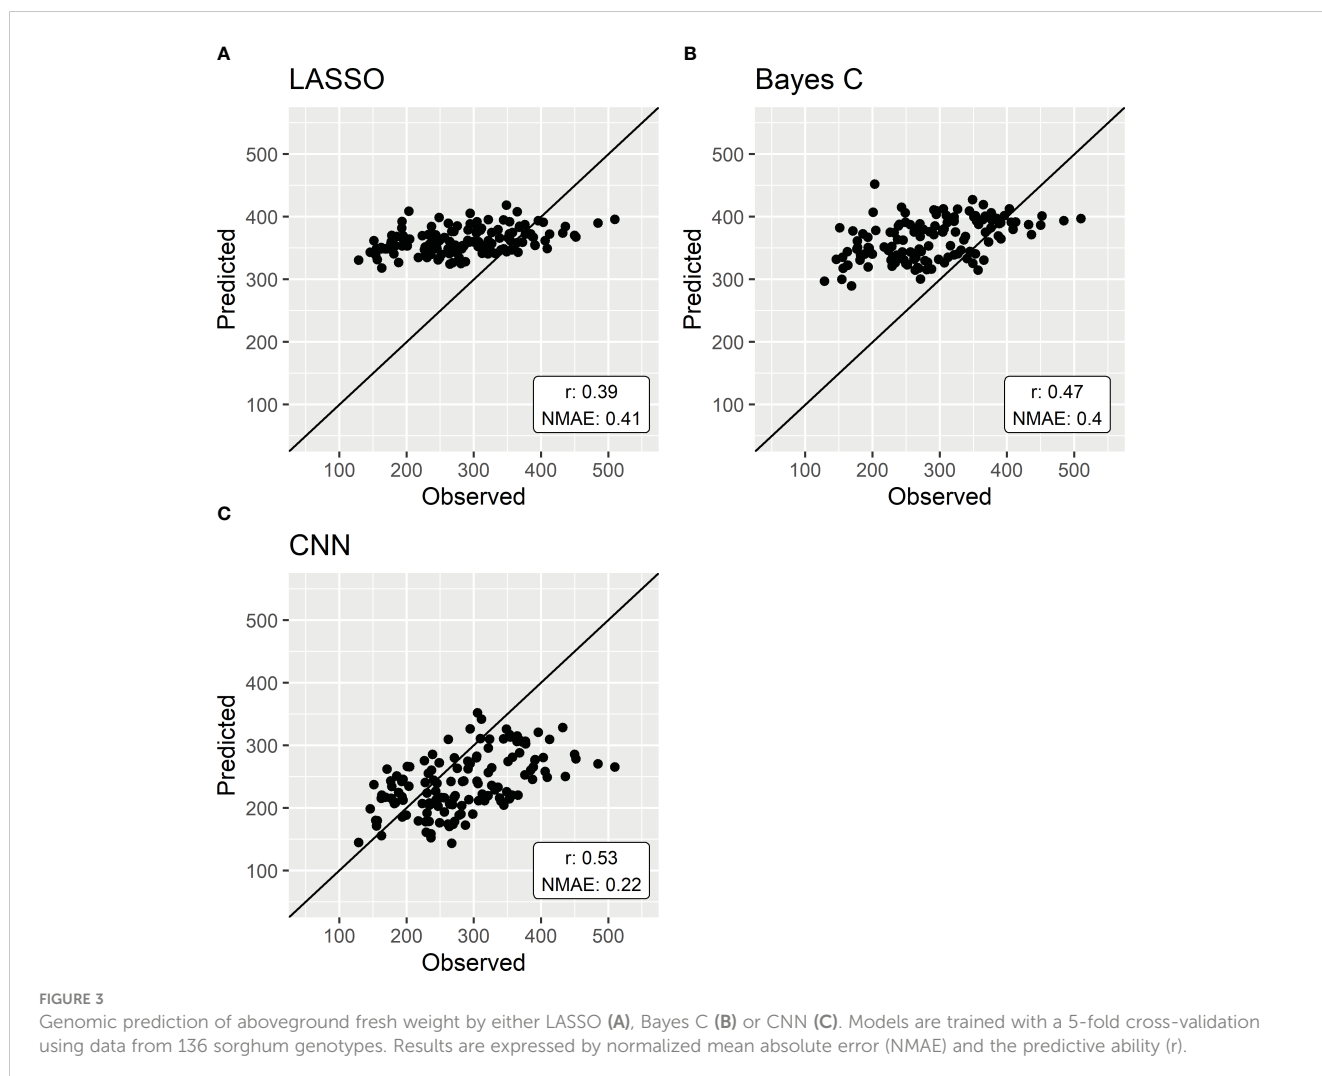 A
LASSO
500
400
300
200
100
Predicted
r: 0.39
NMAE: 0.41
100 200 300 400 500
Observed
B
Bayes C
500
400
300
200
100
Predicted
r: 0.47
NMAE: 0.4
100 200 300 400 500
Observed
C
CNN
500
400
300
200
100
Predicted
r: 0.53
NMAE: 0.22
100 200 300 400 500
Observed
FIGURE 3
Genomic prediction of aboveground fresh weight by either LASSO (A), Bayes C (B) or CNN (C). Models are trained with a 5-fold cross-validation
using data from 136 sorghum genotypes. Results are expressed by normalized mean absolute error (NMAE) and the predictive ability (r).